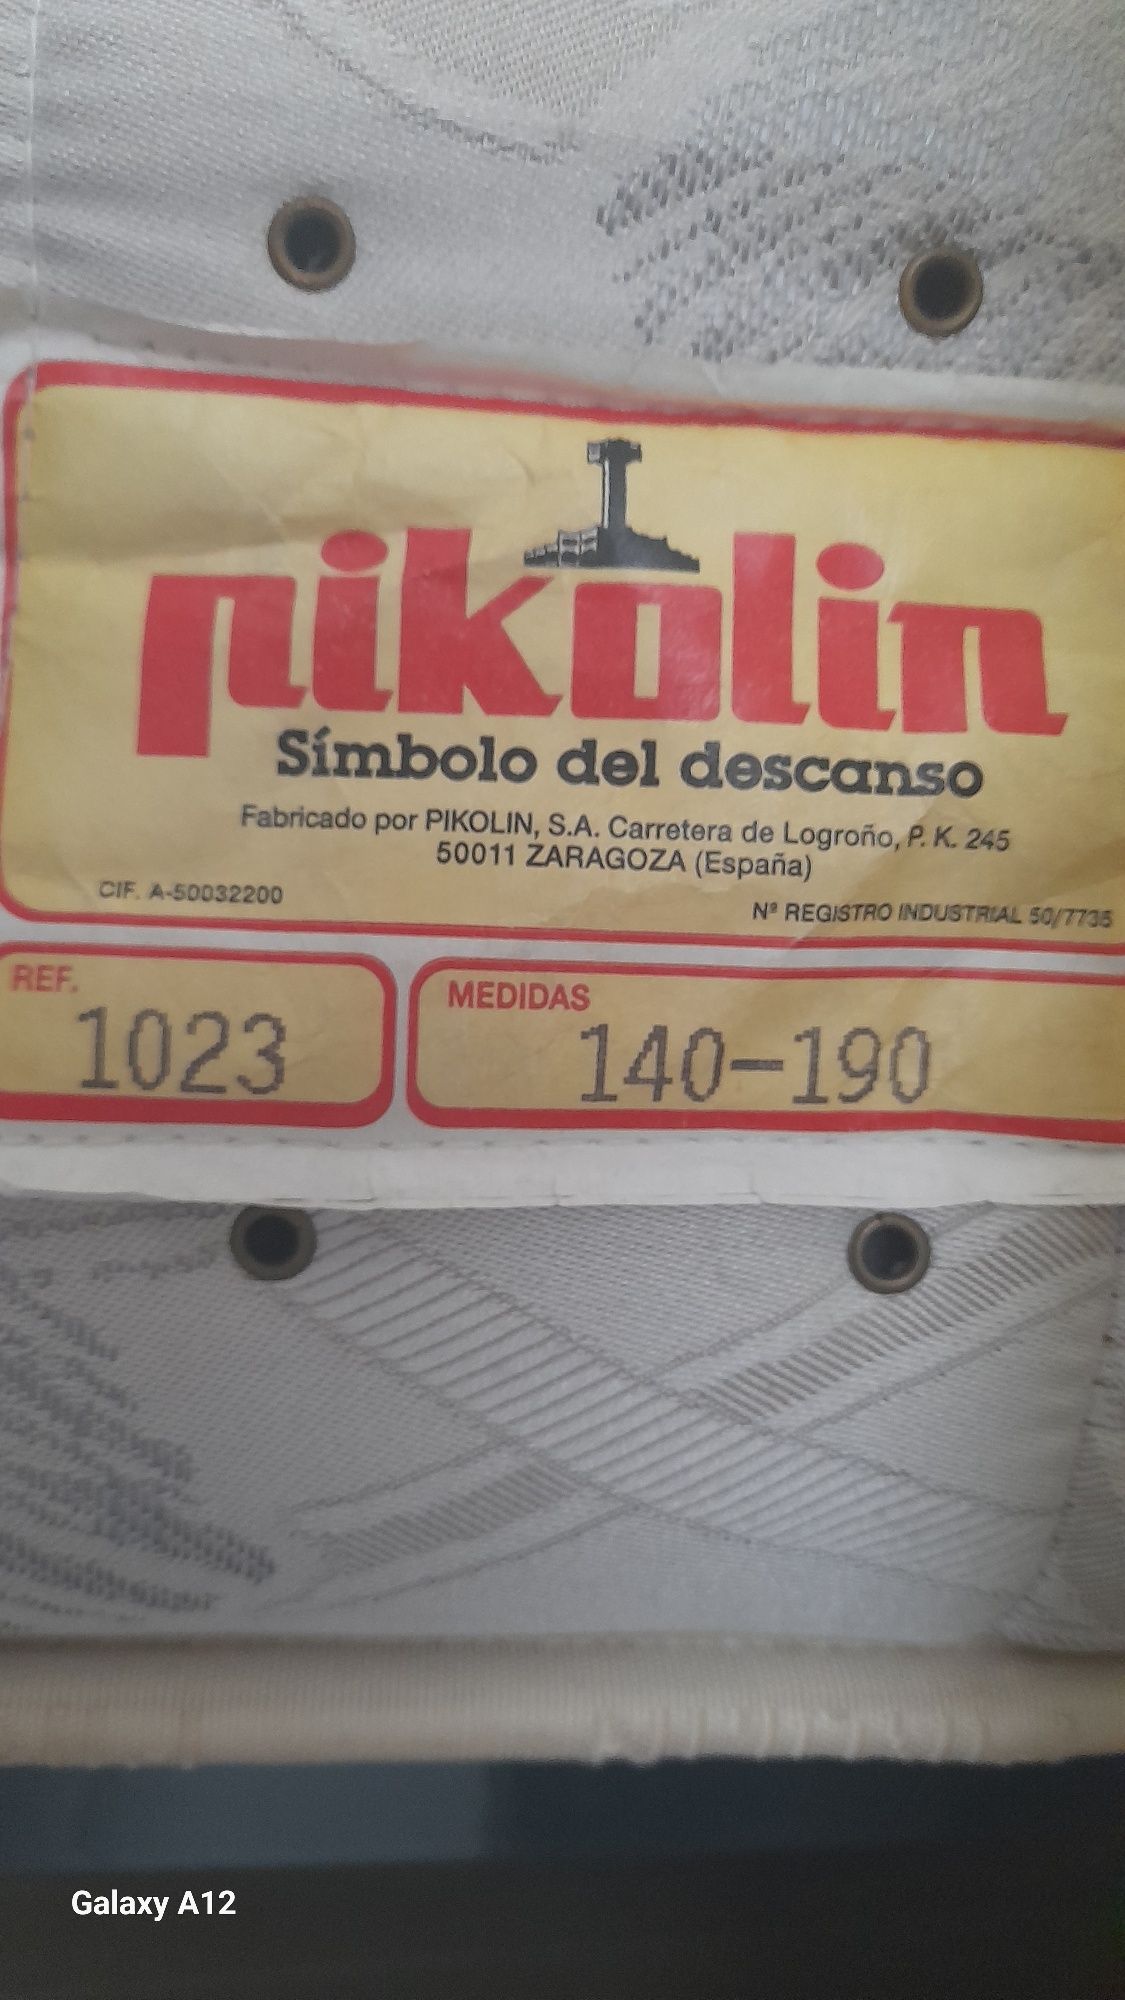 pikolin
Símbolo del descanso
Fabricado por PIKOLIN, S.A. Carretera de Logroño, P. K. 245
50011 ZARAGOZA (España)
CIF. A-50032200
Nº REGISTRO INDUSTRIAL 50/7735
REF.
1023
MEDIDAS
140-190
Galaxy A12